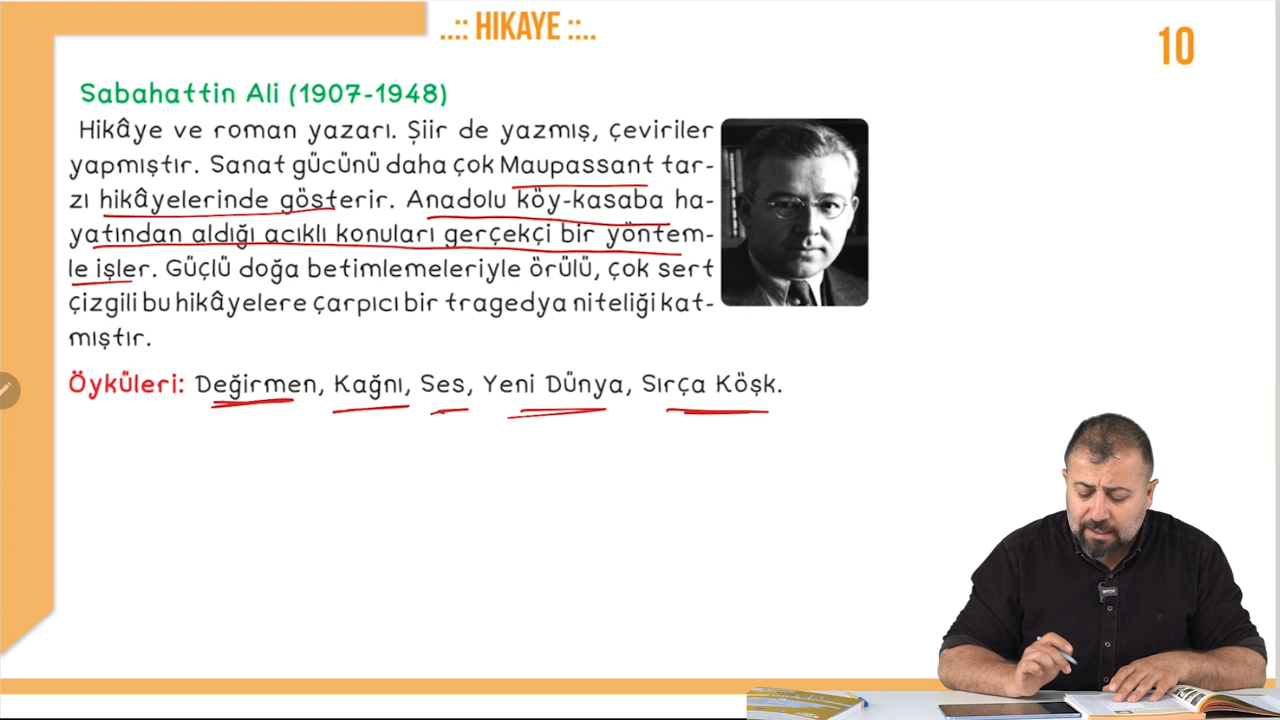 ..:: HIKAYE ::..
10
Sabahattin Ali (1907-1948)
Hikâye ve roman yazarı. Şiir de yazmış, çeviriler
yapmıştır. Sanat gücünü daha çok Maupassant tar-
zı hikâyelerinde gösterir. Anadolu köy-kasaba ha-
yatından aldığı acıklı konuları gerçekçi bir yöntem-
le işler. Güçlü doğa betimlemeleriyle örülü, çok sert
çizgili bu hikâyelere çarpıcı bir tragedya niteliği kat-
mıştır.
Öyküleri: Değirmen, Kağnı, Ses, Yeni Dünya, Sırça Köşk.